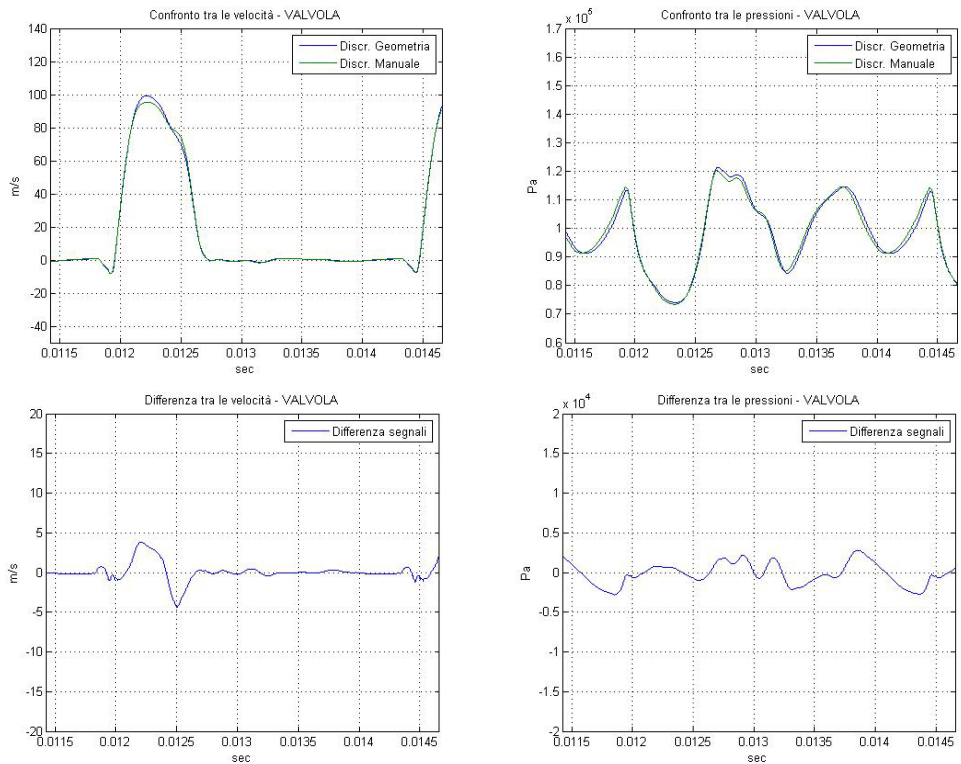 Confronto tra le velocità - VALVOLA
140
120
100
80
60
40
20
0
-20
-40
m/s
Discr. Geometria
Discr. Manuale
0.0115 0.012 0.0125 0.013 0.0135 0.014 0.0145
sec
Confronto tra le pressioni - VALVOLA
x 10^5
1.7
1.6
1.5
1.4
1.3
1.2
1.1
1
0.9
0.8
0.7
0.6
Pa
Discr. Geometria
Discr. Manuale
0.0115 0.012 0.0125 0.013 0.0135 0.014 0.0145
sec
Differenza tra le velocità - VALVOLA
20
15
10
5
0
-5
-10
-15
-20
m/s
Differenza segnali
0.0115 0.012 0.0125 0.013 0.0135 0.014 0.0145
sec
Differenza tra le pressioni - VALVOLA
x 10^4
2
1.5
1
0.5
0
-0.5
-1
-1.5
-2
Pa
Differenza segnali
0.0115 0.012 0.0125 0.013 0.0135 0.014 0.0145
sec